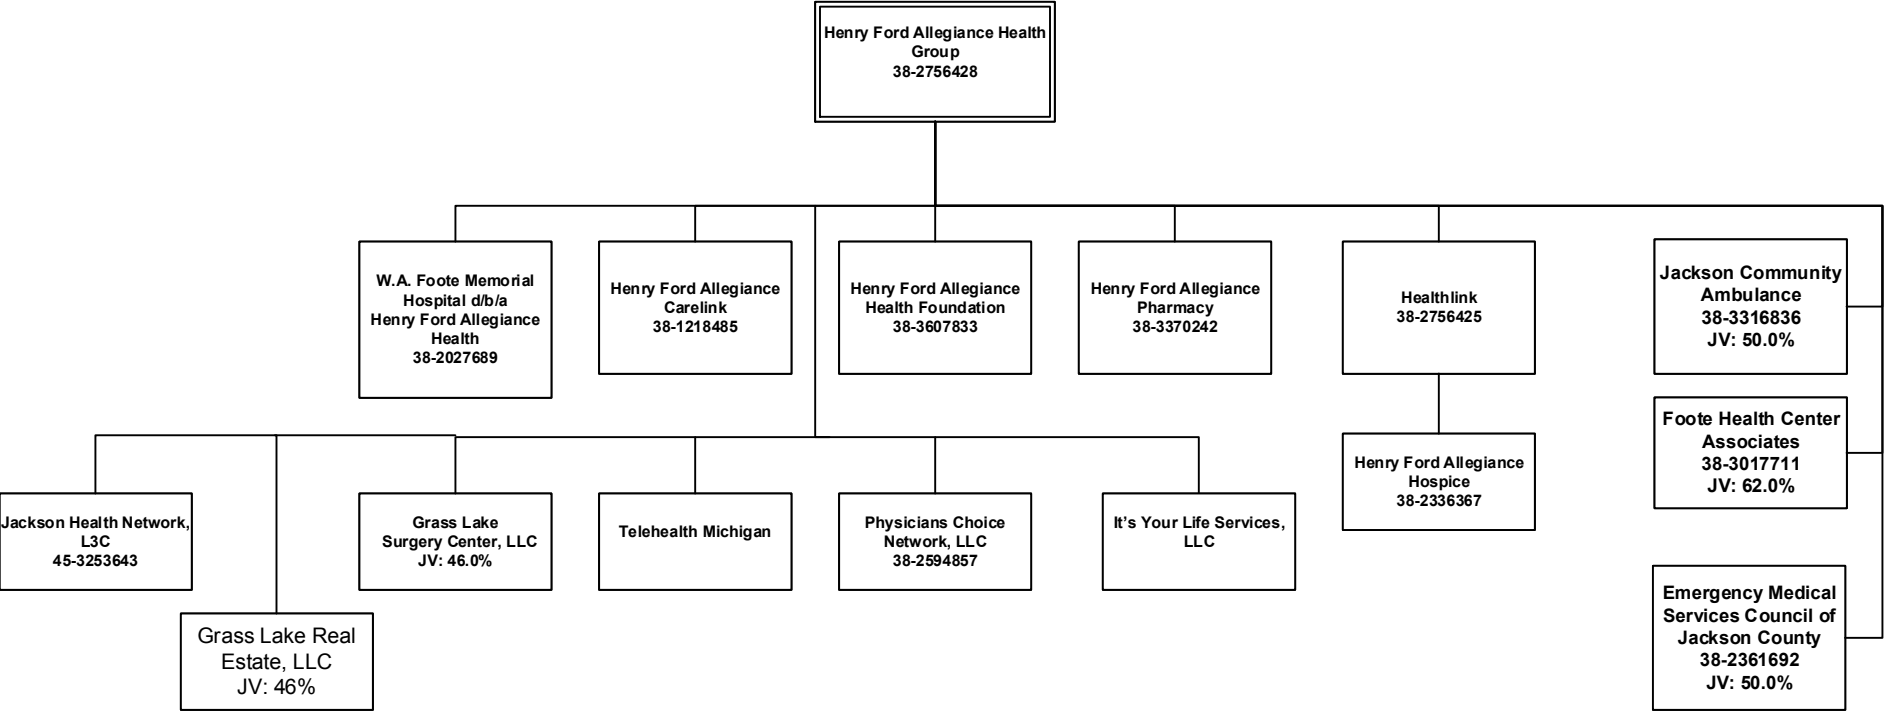 Henry Ford Allegiance Health
Group
38-2756428
W.A. Foote Memorial
Hospital d/b/a
Henry Ford Allegiance
Health
38-2027689
Henry Ford Allegiance
Carelink
38-1218485
Henry Ford Allegiance
Health Foundation
38-3607833
Henry Ford Allegiance
Pharmacy
38-3370242
Healthlink
38-2756425
Jackson Community
Ambulance
38-3316836
JV: 50.0%
Foote Health Center
Associates
38-3017711
JV: 62.0%
Henry Ford Allegiance
Hospice
38-2336367
Jackson Health Network,
L3C
45-3253643
Grass Lake
Surgery Center, LLC
JV: 46.0%
Telehealth Michigan
Physicians Choice
Network, LLC
38-2594857
It's Your Life Services,
LLC
Emergency Medical
Services Council of
Jackson County
38-2361692
JV: 50.0%
Grass Lake Real
Estate, LLC
JV: 46%